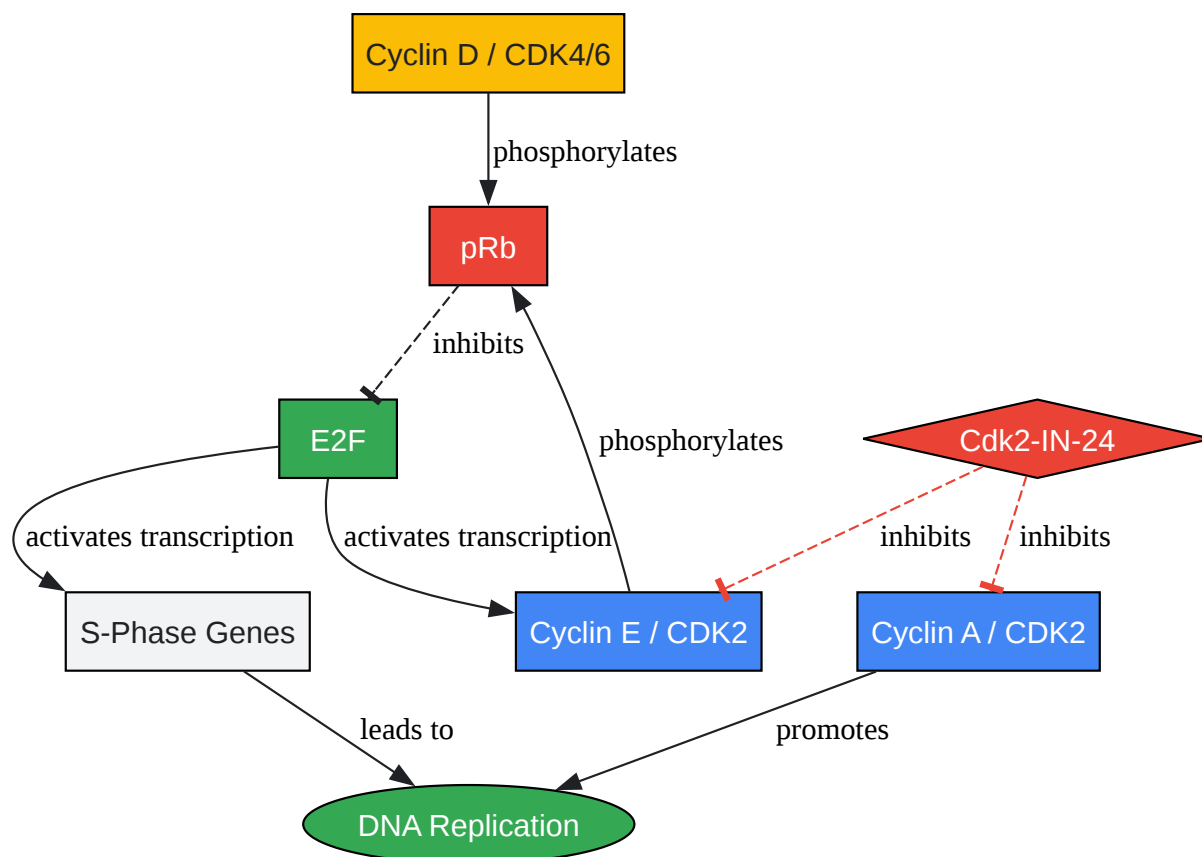 Cyclin D / CDK4/6
phosphorylates
pRb
inhibits
E2F
phosphorylates
Cdk2-IN-24
activates transcription
activates transcription
inhibits
inhibits
S-Phase Genes
Cyclin E / CDK2
Cyclin A / CDK2
leads to
promotes
DNA Replication